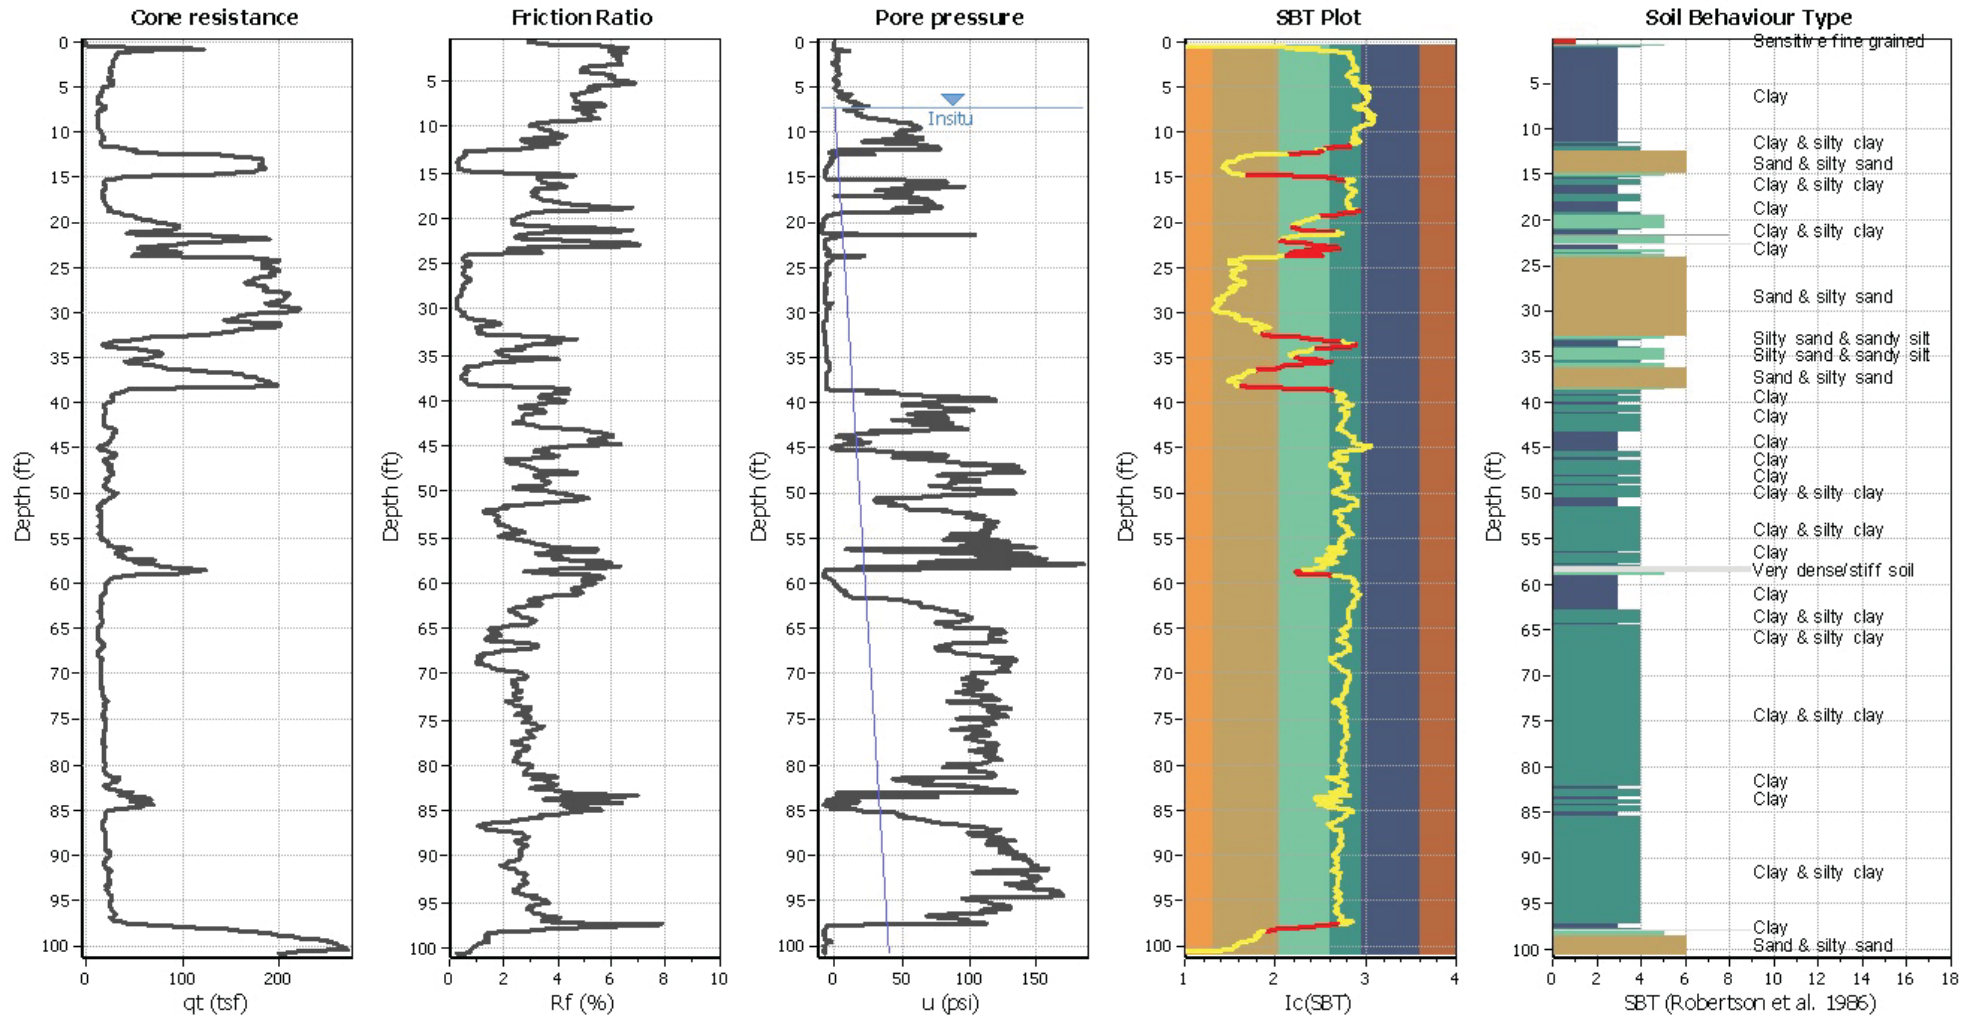 Cone resistance
0
5
10
15
20
25
30
35
40
45
50
55
60
65
70
75
80
85
90
95
100
Depth (ft)
0 100 200
qt (tsf)
Friction Ratio
5
10
15
20
25
30
35
40
45
50
55
60
65
70
75
80
85
90
95
100
Depth (ft)
0 2 4 6 8 10
Rf (%)
Pore pressure
0
5
10
15
20
25
30
35
40
45
50
55
60
65
70
75
80
85
90
95
100
Depth (ft)
Insitu
0 50 100 150
u (psi)
SBT Plot
0
5
10
15
20
25
30
35
40
45
50
55
60
65
70
75
80
85
90
95
100
Depth (ft)
1 2 3 4
Ic(SBT)
Soil Behaviour Type
5
10
15
20
25
30
35
40
45
50
55
60
65
70
75
80
85
90
95
100
Depth (ft)
Sensitive fine grained
Clay
Clay & silty clay
Sand & silty sand
Clay & silty clay
Clay
Clay & silty clay
Clay
Sand & silty sand
Silty sand & sandy silt
Silty sand & sandy silt
Sand & silty sand
Clay
Clay
Clay
Clay
Clay
Clay & silty clay
Clay & silty clay
Clay
Very dense/stiff soil
Clay
Clay & silty clay
Clay & silty clay
Clay & silty clay
Clay
Clay
Clay & silty clay
Clay
Sand & silty sand
0 2 4 6 8 10 12 14 16 18
SBT (Robertson et al. 1986)